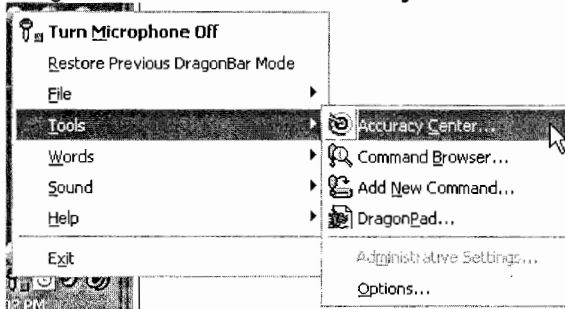 Turn Microphone Off
Restore Previous DragonBar Mode
File
Tools
Words
Sound
Help
Exit
Accuracy Center...
Command Browser...
Add New Command...
DragonPad...
Administrative Settings...
Options...
PM